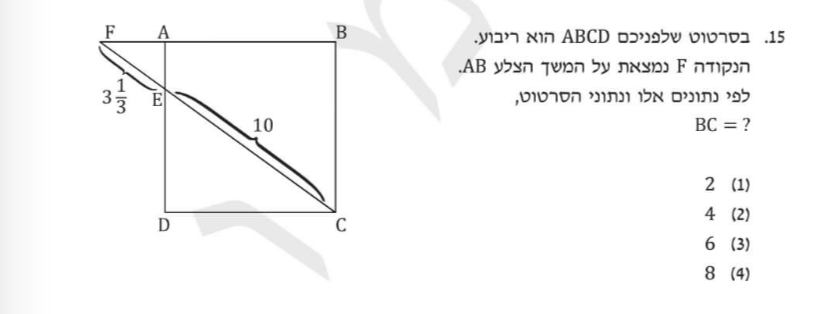 15. בסרטוט שלפניכם ABCD הוא ריבוע.
הנקודה F נמצאת על המשך הצלע AB.
לפי נתונים אלו ונתוני הסרטוט,
BC = ?
(1) 2
(2) 4
(3) 6
(4) 8
F A B
3 1/3 E
10
D C